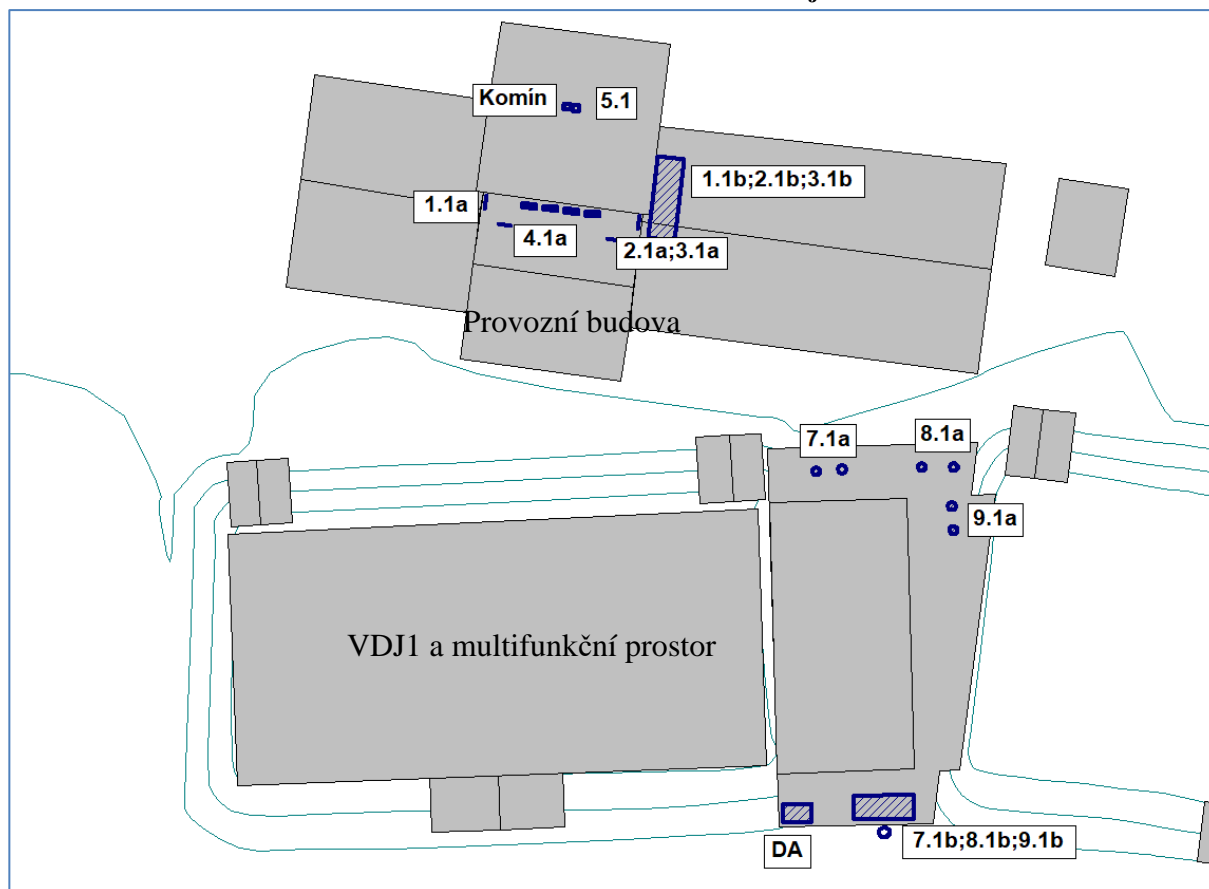 Komín
5.1
1.1b;2.1b;3.1b
1.1a
4.1a
2.1a;3.1a
Provozní budova
7.1a
8.1a
9.1a
VDJ1 a multifunkční prostor
DA
7.1b;8.1b;9.1b